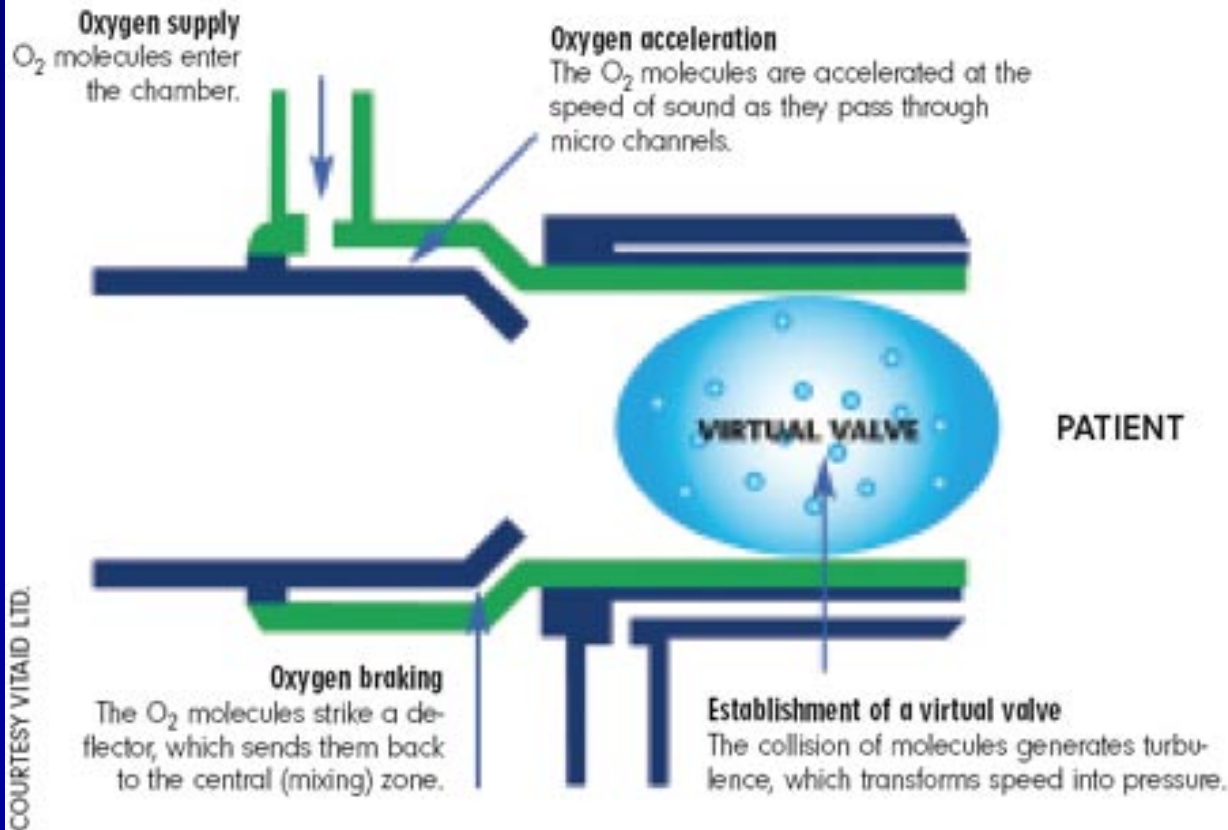 Oxygen supply
O₂ molecules enter
the chamber.
Oxygen acceleration
The O₂ molecules are accelerated at the
speed of sound as they pass through
micro channels.
VIRTUAL VALVE
PATIENT
Oxygen braking
The O₂ molecules strike a de-
flector, which sends them back
to the central (mixing) zone.
Establishment of a virtual valve
The collision of molecules generates turbu-
lence, which transforms speed into pressure.
COURTESY VITAID LTD.